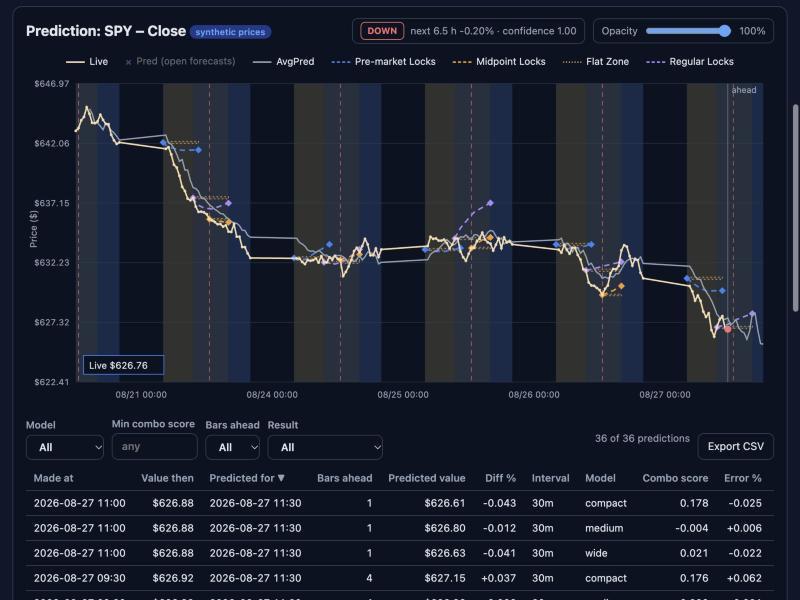 Prediction: SPY – Close synthetic prices
DOWN next 6.5 h -0.20% · confidence 1.00
Opacity 100%
Live × Pred (open forecasts) AvgPred Pre-market Locks Midpoint Locks Flat Zone Regular Locks
ahead
$646.97
$642.06
$637.15
$632.23
$627.32
$622.41
Price ($)
Live $626.76
08/21 00:00 08/24 00:00 08/25 00:00 08/26 00:00 08/27 00:00
Model Min combo score Bars ahead Result
All any All All
36 of 36 predictions Export CSV
Made at Value then Predicted for ▼ Bars ahead Predicted value Diff % Interval Model Combo score Error %
2026-08-27 11:00 $626.88 2026-08-27 11:30 1 $626.61 -0.043 30m compact 0.178 -0.025
2026-08-27 11:00 $626.88 2026-08-27 11:30 1 $626.80 -0.012 30m medium -0.004 +0.006
2026-08-27 11:00 $626.88 2026-08-27 11:30 1 $626.63 -0.041 30m wide 0.021 -0.022
2026-08-27 09:30 $626.92 2026-08-27 11:30 4 $627.15 +0.037 30m compact 0.176 +0.062